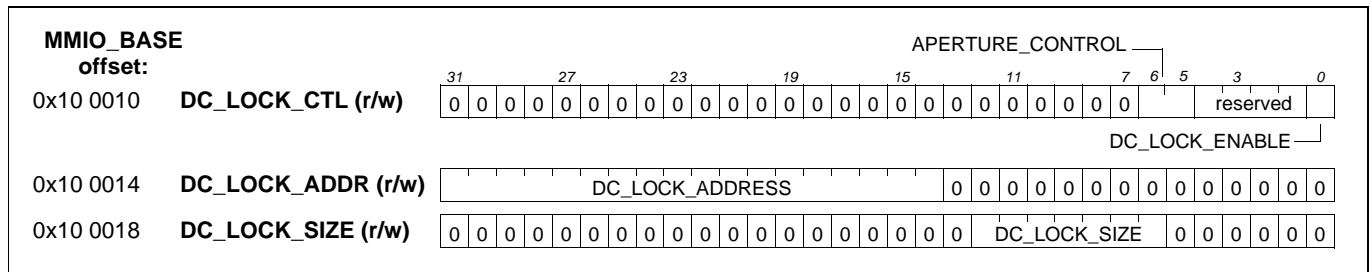 MMIO_BASE
offset:
APERTURE_CONTROL
31 27 23 19 15 11 7 6 5 3 0
0x10 0010 DC_LOCK_CTL (r/w) 0 0 0 0 0 0 0 0 0 0 0 0 0 0 0 0 0 0 0 0 0 0 0 0 0 reserved
DC_LOCK_ENABLE
0x10 0014 DC_LOCK_ADDR (r/w) DC_LOCK_ADDRESS 0 0 0 0 0 0 0 0 0 0 0 0 0 0
0x10 0018 DC_LOCK_SIZE (r/w) 0 0 0 0 0 0 0 0 0 0 0 0 0 0 0 0 0 0 0 DC_LOCK_SIZE 0 0 0 0 0 0